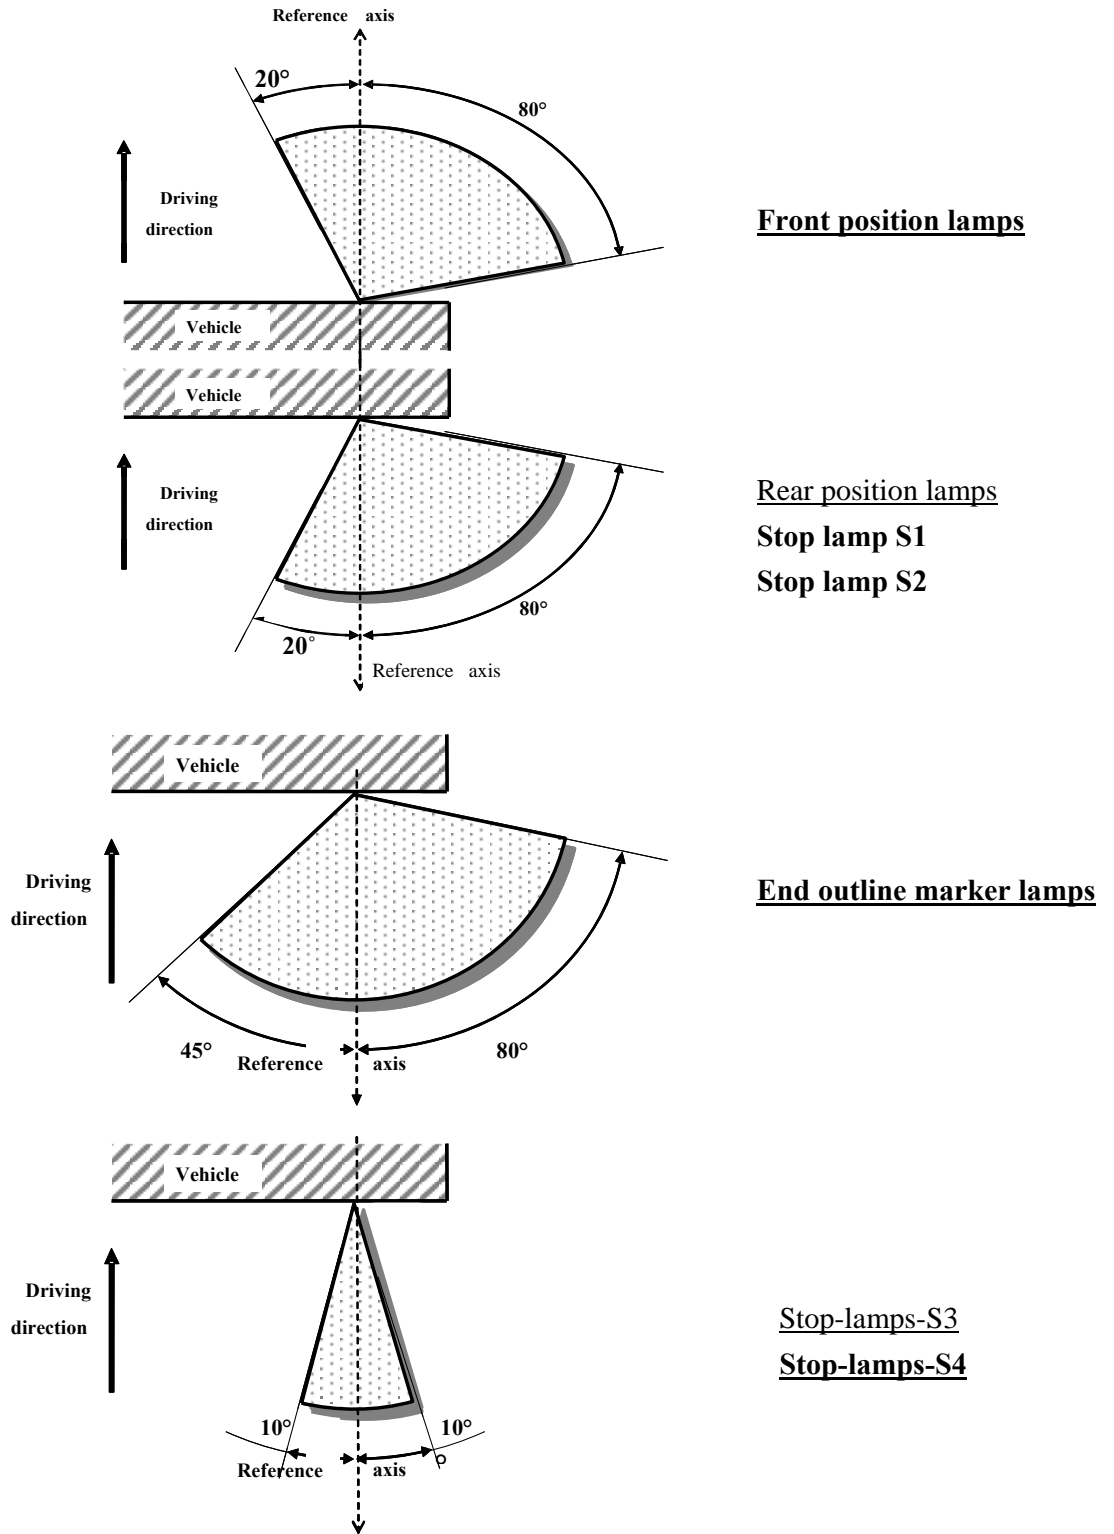 Reference axis
20°
80°
Driving
direction
Front position lamps
Vehicle
Vehicle
Driving
direction
Rear position lamps
Stop lamp S1
Stop lamp S2
80°
20°
Reference axis
Vehicle
Driving
direction
End outline marker lamps
45°
80°
Reference axis
Vehicle
Driving
direction
Stop-lamps-S3
Stop-lamps-S4
10°
10°
Reference axis °